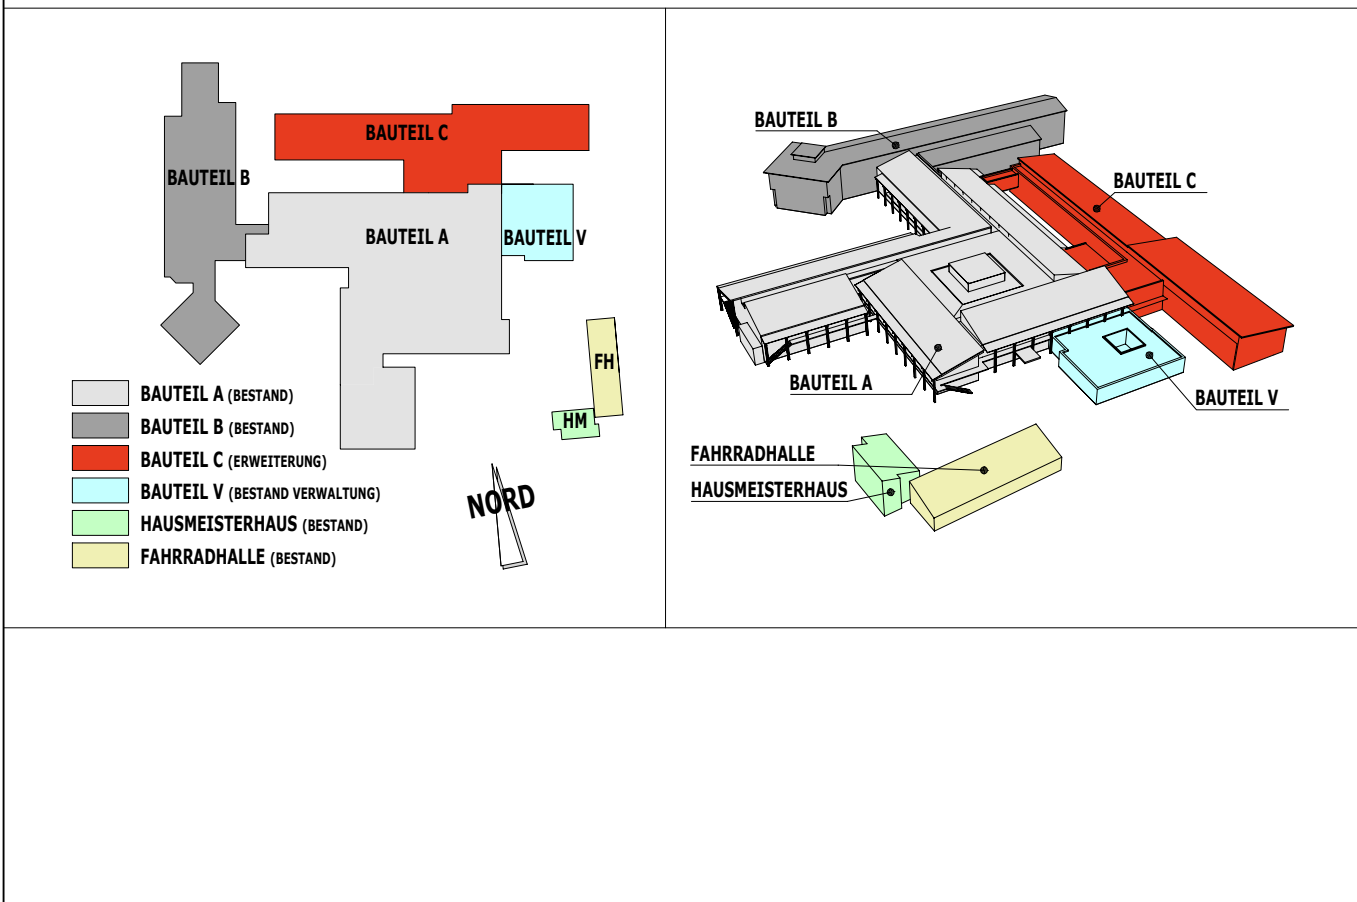 BAUTEIL C
BAUTEIL B
BAUTEIL A
BAUTEIL V
FH
HM
NORD
BAUTEIL A (BESTAND)
BAUTEIL B (BESTAND)
BAUTEIL C (ERWEITERUNG)
BAUTEIL V (BESTAND VERWALTUNG)
HAUSMEISTERHAUS (BESTAND)
FAHRRADHALLE (BESTAND)
BAUTEIL B
BAUTEIL C
BAUTEIL A
BAUTEIL V
FAHRRADHALLE
HAUSMEISTERHAUS